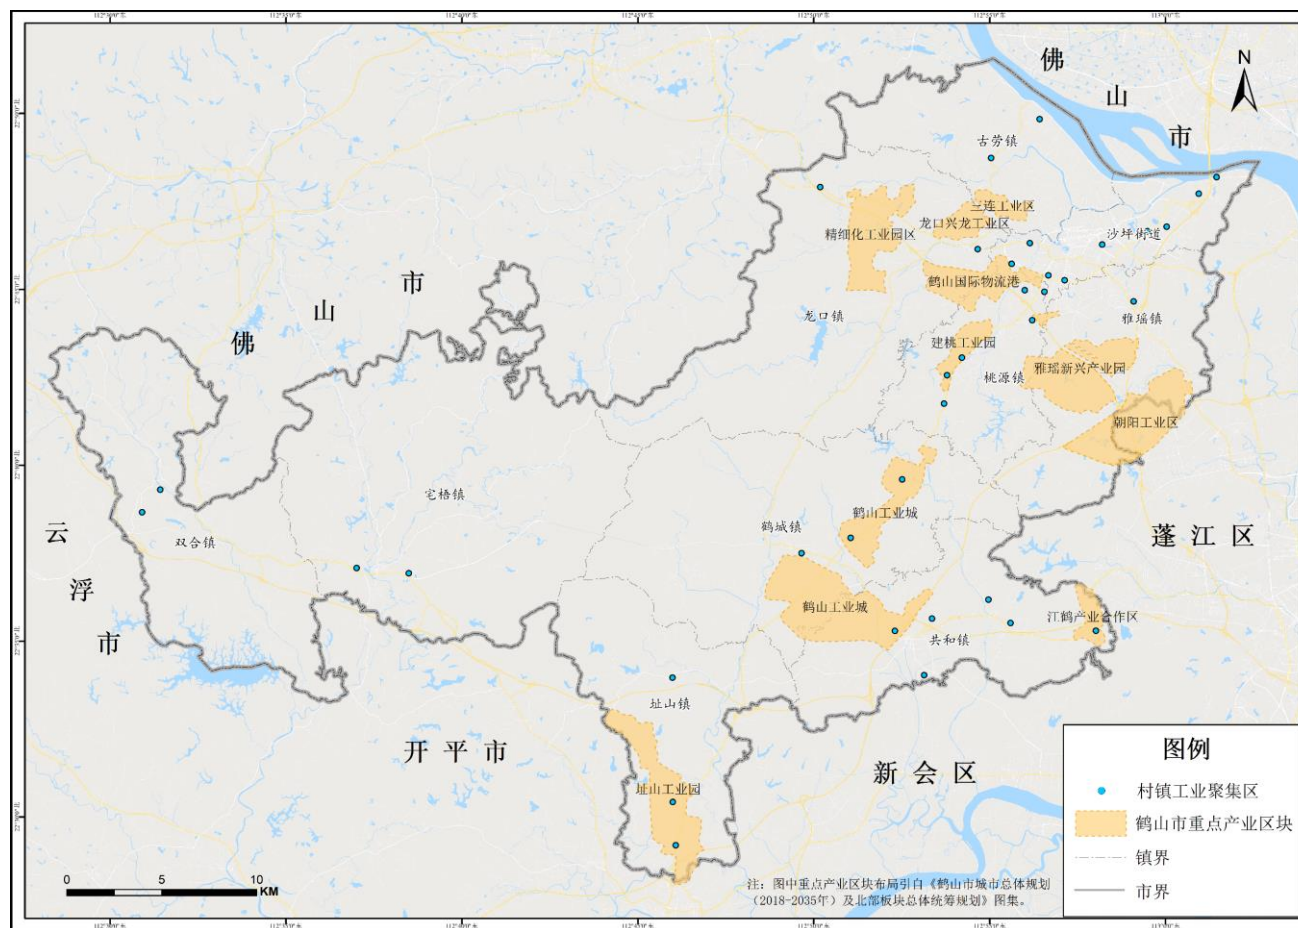 佛山市
N
古劳镇
三连工业区
龙口兴龙工业区
精细化工业园区
沙坪街道
鹤山国际物流港
佛山市
龙口镇
雅瑶镇
建桃工业园
桃源镇
雅瑶新兴产业园
朝阳工业区
宅梧镇
鹤山工业城
鹤城镇
云浮市
双合镇
蓬江区
鹤山工业城
江鹤产业合作区
共和镇
址山镇
开平市
新会区
址山工业园
图例
村镇工业聚集区
鹤山市重点产业区块
镇界
市界
0 5 10
KM
注：图中重点产业区块布局引自《鹤山市城市总体规划
（2018-2035年）及北部板块总体统筹规划》图集。